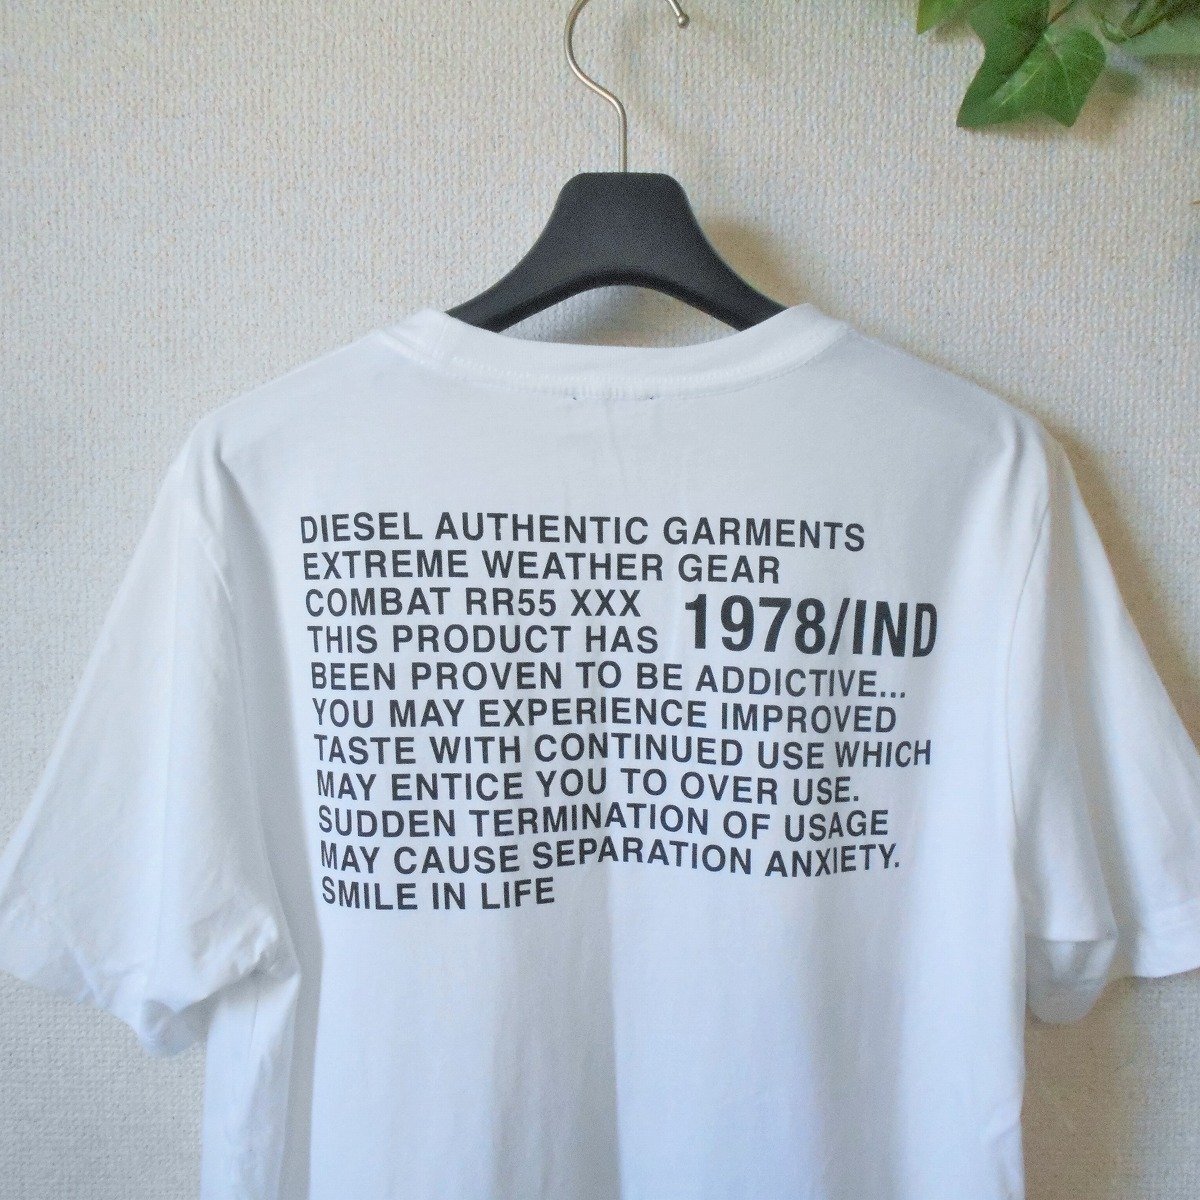 DIESEL AUTHENTIC GARMENTS
EXTREME WEATHER GEAR
COMBAT RR55 XXX
1978/IND
THIS PRODUCT HAS
BEEN PROVEN TO BE ADDICTIVE...
YOU MAY EXPERIENCE IMPROVED
TASTE WITH CONTINUED USE WHICH
MAY ENTICE YOU TO OVER USE.
SUDDEN TERMINATION OF USAGE
MAY CAUSE SEPARATION ANXIETY.
SMILE IN LIFE